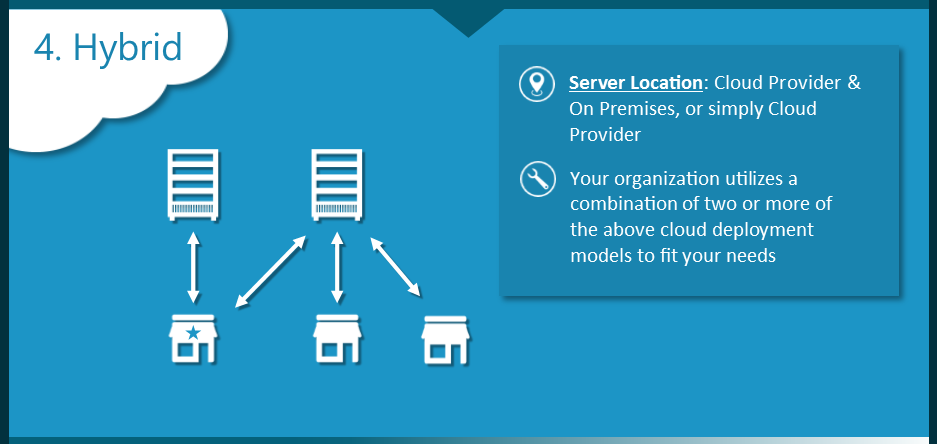 4. Hybrid
Server Location: Cloud Provider &
On Premises, or simply Cloud
Provider
Your organization utilizes a
combination of two or more of
the above cloud deployment
models to fit your needs